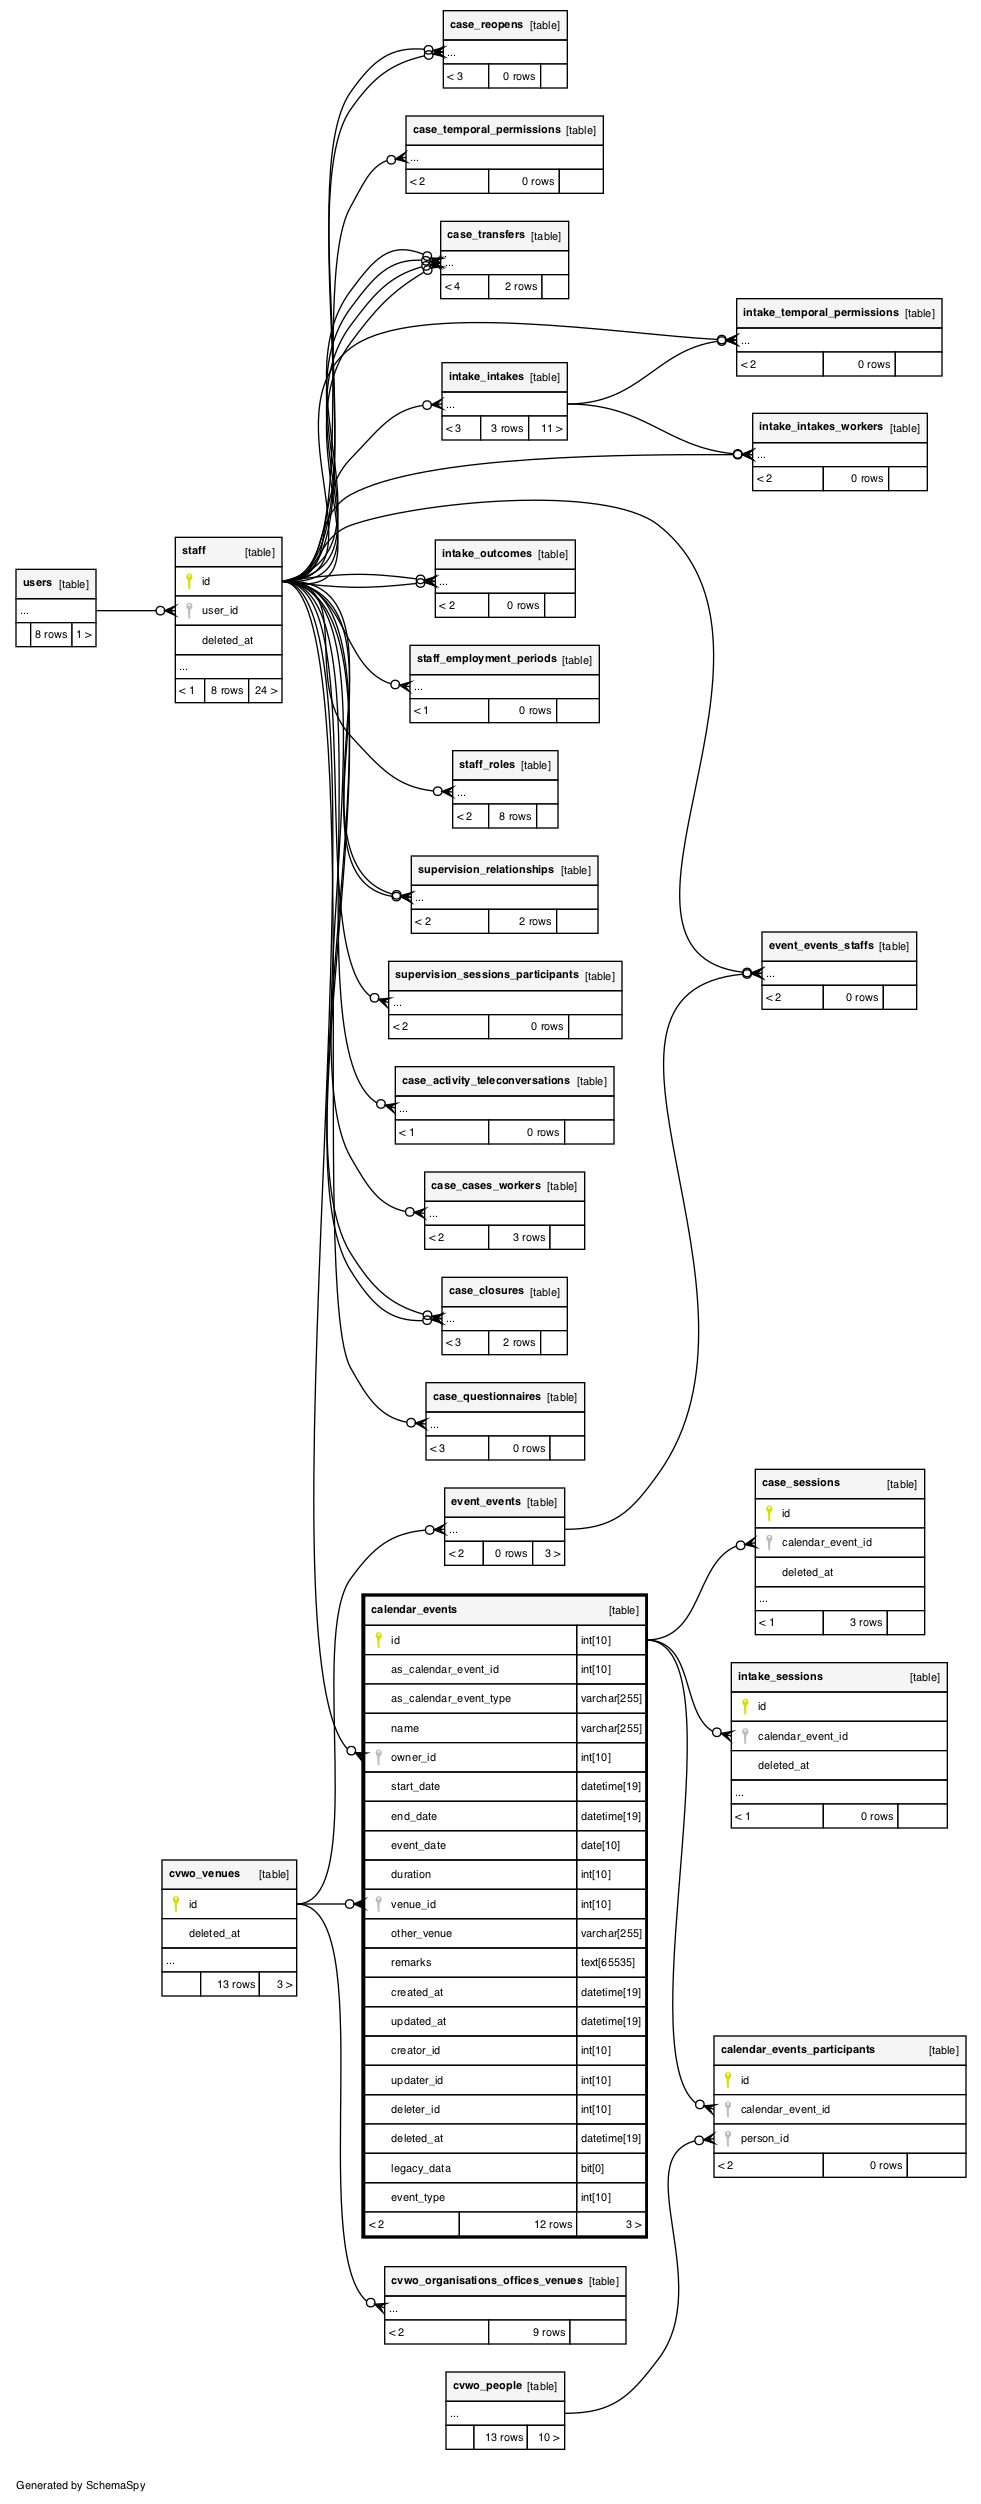 case_reopens [table]
...
< 3 0 rows
case_temporal_permissions [table]
...
< 2 0 rows
case_transfers [table]
...
< 4 2 rows
intake_temporal_permissions [table]
...
< 2 0 rows
intake_intakes [table]
...
< 3 3 rows 11 >
intake_intakes_workers [table]
...
< 2 0 rows
staff [table]
id
user_id
deleted_at
...
< 1 8 rows 24 >
users [table]
...
8 rows 1 >
intake_outcomes [table]
...
< 2 0 rows
staff_employment_periods [table]
...
< 1 0 rows
staff_roles [table]
...
< 2 8 rows
supervision_relationships [table]
...
< 2 2 rows
event_events_staffs [table]
...
< 2 0 rows
supervision_sessions_participants [table]
...
< 2 0 rows
case_activity_teleconversations [table]
...
< 1 0 rows
case_cases_workers [table]
...
< 2 3 rows
case_closures [table]
...
< 3 2 rows
case_questionnaires [table]
...
< 3 0 rows
event_events [table]
...
< 2 0 rows 3 >
case_sessions [table]
id
calendar_event_id
deleted_at
...
< 1 3 rows
calendar_events [table]
id int[10]
as_calendar_event_id int[10]
as_calendar_event_type varchar[255]
name varchar[255]
owner_id int[10]
start_date datetime[19]
end_date datetime[19]
event_date date[10]
duration int[10]
venue_id int[10]
other_venue varchar[255]
remarks text[65535]
created_at datetime[19]
updated_at datetime[19]
creator_id int[10]
updater_id int[10]
deleter_id int[10]
deleted_at datetime[19]
legacy_data bit[0]
event_type int[10]
< 2 12 rows 3 >
intake_sessions [table]
id
calendar_event_id
deleted_at
...
< 1 0 rows
cvwo_venues [table]
id
deleted_at
...
13 rows 3 >
calendar_events_participants [table]
id
calendar_event_id
person_id
< 2 0 rows
cvwo_organisations_offices_venues [table]
...
< 2 9 rows
cvwo_people [table]
...
13 rows 10 >
Generated by SchemaSpy